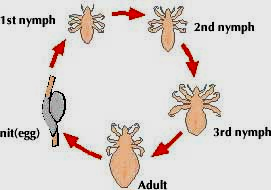 1st nymph
2nd nymph
3rd nymph
Adult
nit(egg)